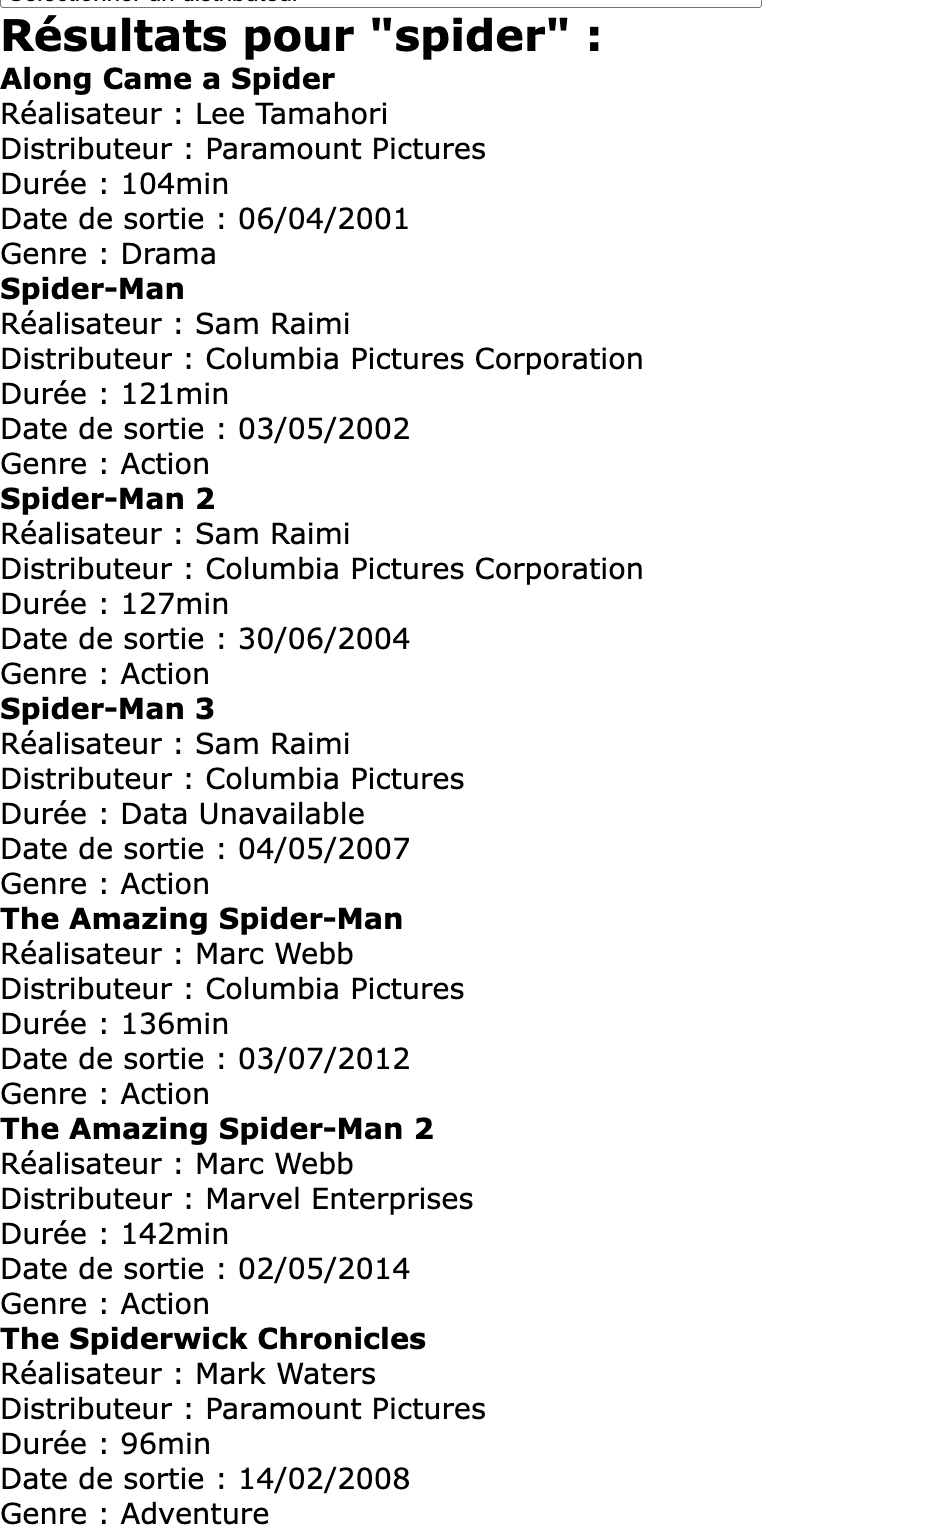 Résultats pour "spider" :
Along Came a Spider
Réalisateur : Lee Tamahori
Distributeur : Paramount Pictures
Durée : 104min
Date de sortie : 06/04/2001
Genre : Drama
Spider-Man
Réalisateur : Sam Raimi
Distributeur : Columbia Pictures Corporation
Durée : 121min
Date de sortie : 03/05/2002
Genre : Action
Spider-Man 2
Réalisateur : Sam Raimi
Distributeur : Columbia Pictures Corporation
Durée : 127min
Date de sortie : 30/06/2004
Genre : Action
Spider-Man 3
Réalisateur : Sam Raimi
Distributeur : Columbia Pictures
Durée : Data Unavailable
Date de sortie : 04/05/2007
Genre : Action
The Amazing Spider-Man
Réalisateur : Marc Webb
Distributeur : Columbia Pictures
Durée : 136min
Date de sortie : 03/07/2012
Genre : Action
The Amazing Spider-Man 2
Réalisateur : Marc Webb
Distributeur : Marvel Enterprises
Durée : 142min
Date de sortie : 02/05/2014
Genre : Action
The Spiderwick Chronicles
Réalisateur : Mark Waters
Distributeur : Paramount Pictures
Durée : 96min
Date de sortie : 14/02/2008
Genre : Adventure